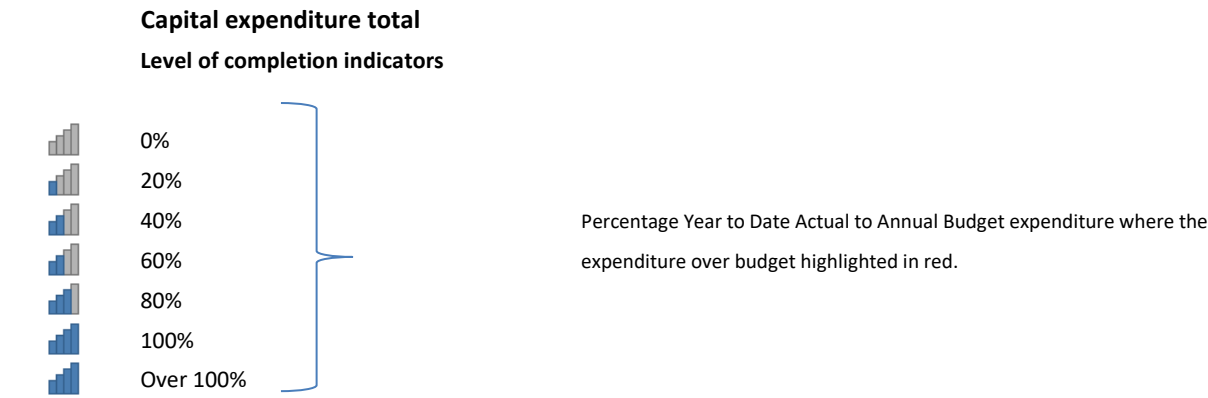 Capital expenditure total
Level of completion indicators
0%
20%
40%
60%
80%
100%
Over 100%
Percentage Year to Date Actual to Annual Budget expenditure where the
expenditure over budget highlighted in red.